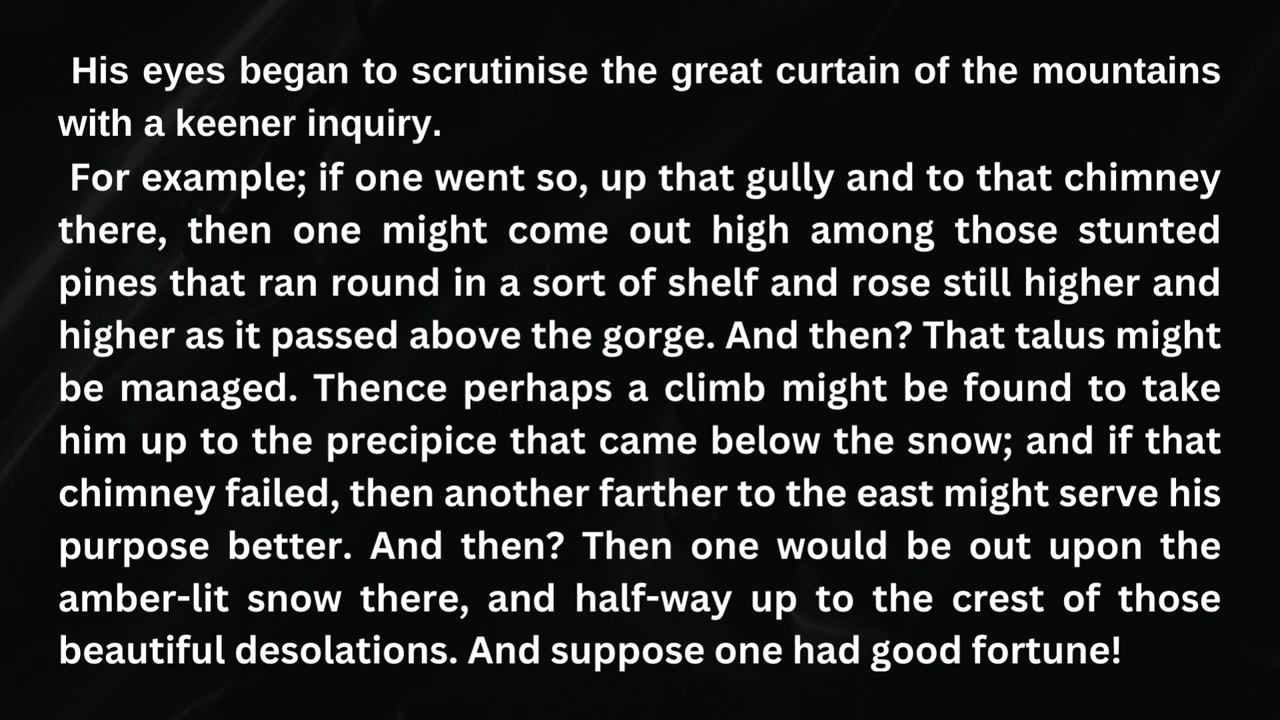 His eyes began to scrutinise the great curtain of the mountains
with a keener inquiry.
For example; if one went so, up that gully and to that chimney
there, then one might come out high among those stunted
pines that ran round in a sort of shelf and rose still higher and
higher as it passed above the gorge. And then? That talus might
be managed. Thence perhaps a climb might be found to take
him up to the precipice that came below the snow; and if that
chimney failed, then another farther to the east might serve his
purpose better. And then? Then one would be out upon the
amber-lit snow there, and half-way up to the crest of those
beautiful desolations. And suppose one had good fortune!